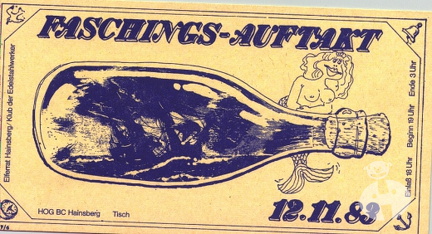 FASCHINGS-AUFTAKT
Elferrat Hainsberg/Klub der Edelstahlwerker
Einlaß 18 Uhr Beginn 19 Uhr Ende 3 Uhr
HOG BC Hainsberg Tisch
12.11.83